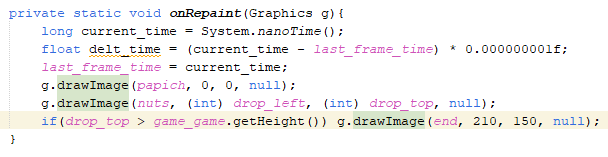 private static void onRepaint(Graphics g){
long current_time = System.nanoTime();
float delt_time = (current_time - last_frame_time) * 0.000000001f;
last_frame_time = current_time;
g.drawImage(papich, 0, 0, null);
g.drawImage(nuts, (int) drop_left, (int) drop_top, null);
if(drop_top > game_game.getHeight()) g.drawImage(end, 210, 150, null);
}